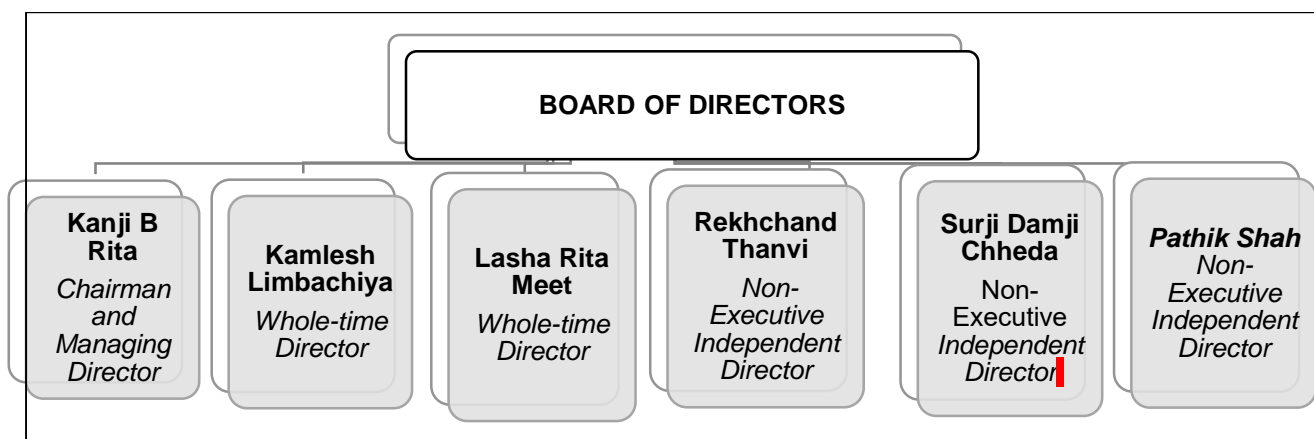 BOARD OF DIRECTORS
Kanji B
Rita
Chairman
and
Managing
Director
Kamlesh
Limbachiya
Whole-time
Director
Lasha Rita
Meet
Whole-time
Director
Rekhchand
Thanvi
Non-
Executive
Independent
Director
Surji Damji
Chheda
Non-
Executive
Independent
Director
Pathik Shah
Non-
Executive
Independent
Director